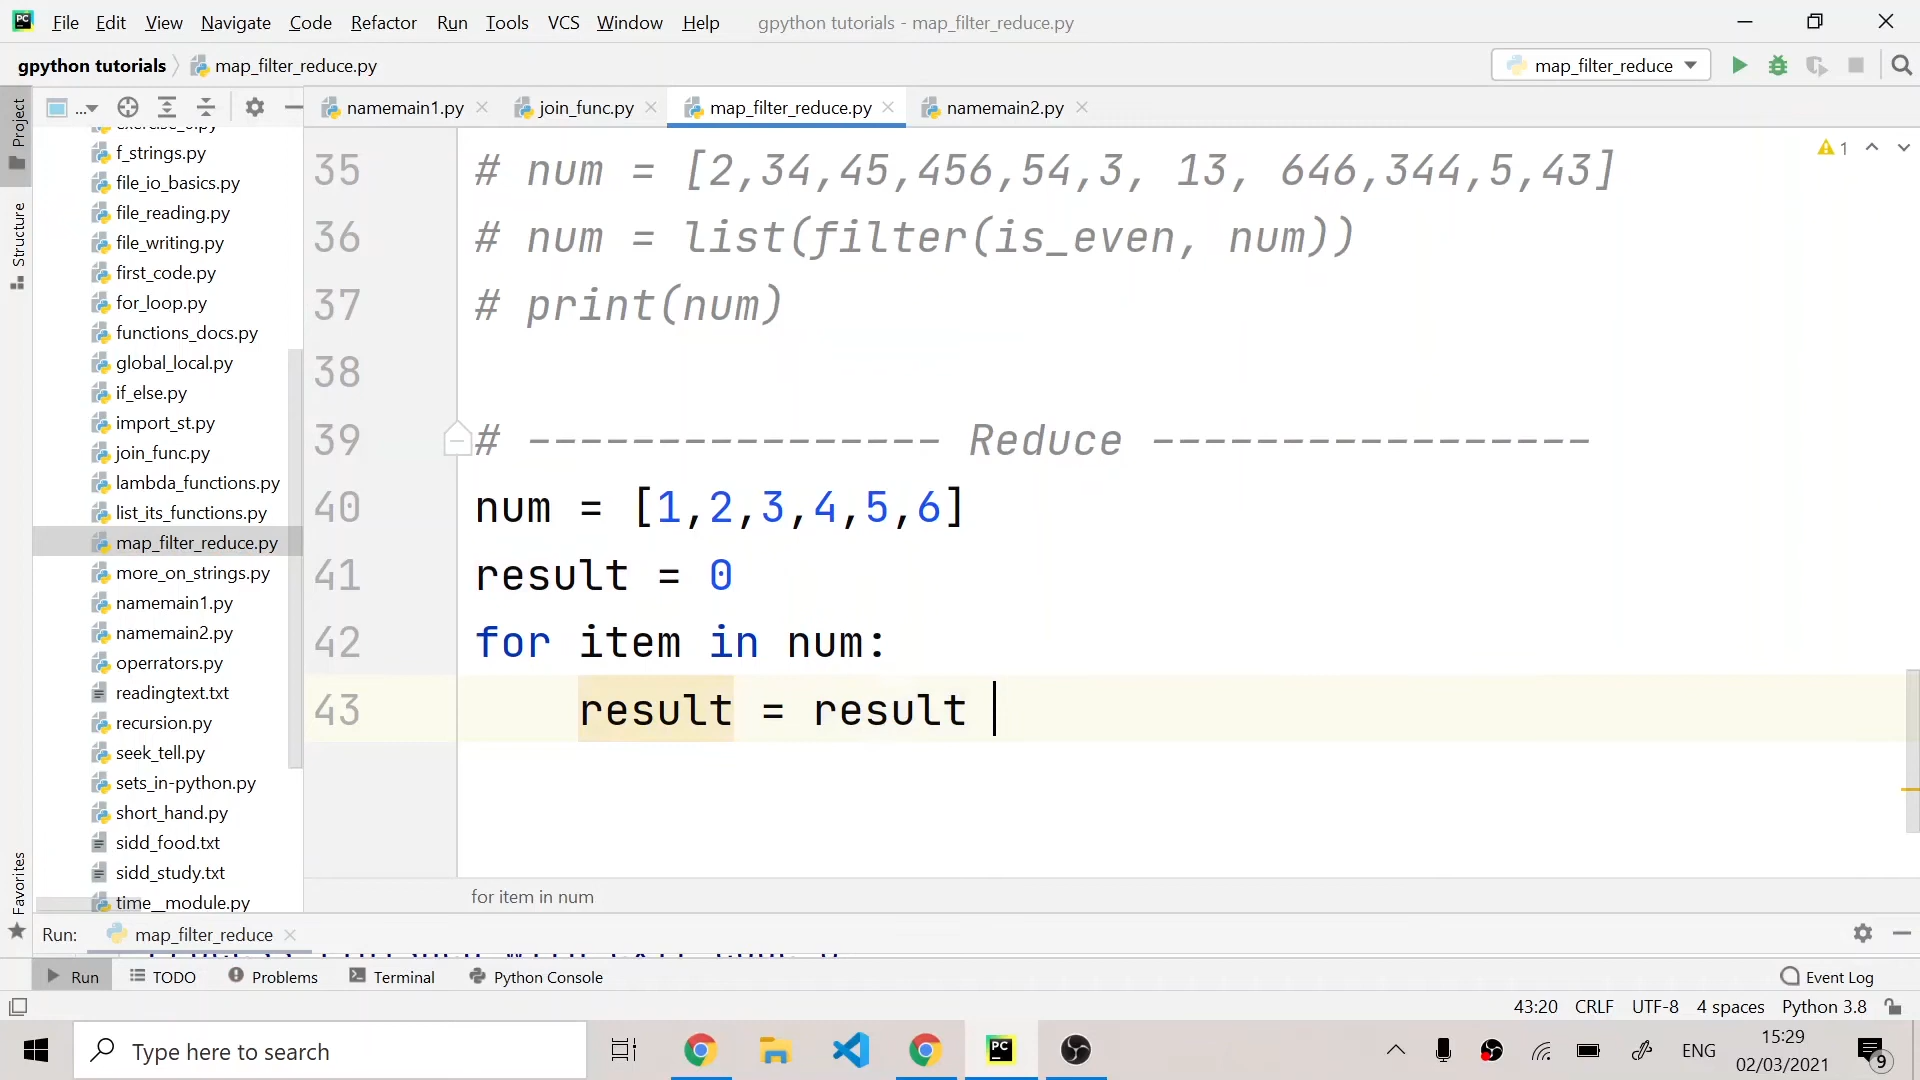 File Edit View Navigate Code Refactor Run Tools VCS Window Help gpython tutorials - map_filter_reduce.py
gpython tutorials map_filter_reduce.py map_filter_reduce
... namemain1.py join_func.py map_filter_reduce.py namemain2.py
Project
Structure
Favorites
f_strings.py
file_io_basics.py
file_reading.py
file_writing.py
first_code.py
for_loop.py
functions_docs.py
global_local.py
if_else.py
import_st.py
join_func.py
lambda_functions.py
list_its_functions.py
map_filter_reduce.py
more_on_strings.py
namemain1.py
namemain2.py
operrators.py
readingtext.txt
recursion.py
seek_tell.py
sets_in-python.py
short_hand.py
sidd_food.txt
sidd_study.txt
time_module.py
1
35 # num = [2,34,45,456,54,3, 13, 646,344,5,43]
36 # num = list(filter(is_even, num))
37 # print(num)
38
39 # ---------------- Reduce -----------------
40 num = [1,2,3,4,5,6]
41 result = 0
42 for item in num:
43 result = result
for item in num
Run: map_filter_reduce
Run TODO Problems Terminal Python Console Event Log
43:20 CRLF UTF-8 4 spaces Python 3.8
Type here to search
PC
ENG
15:29
02/03/2021
9